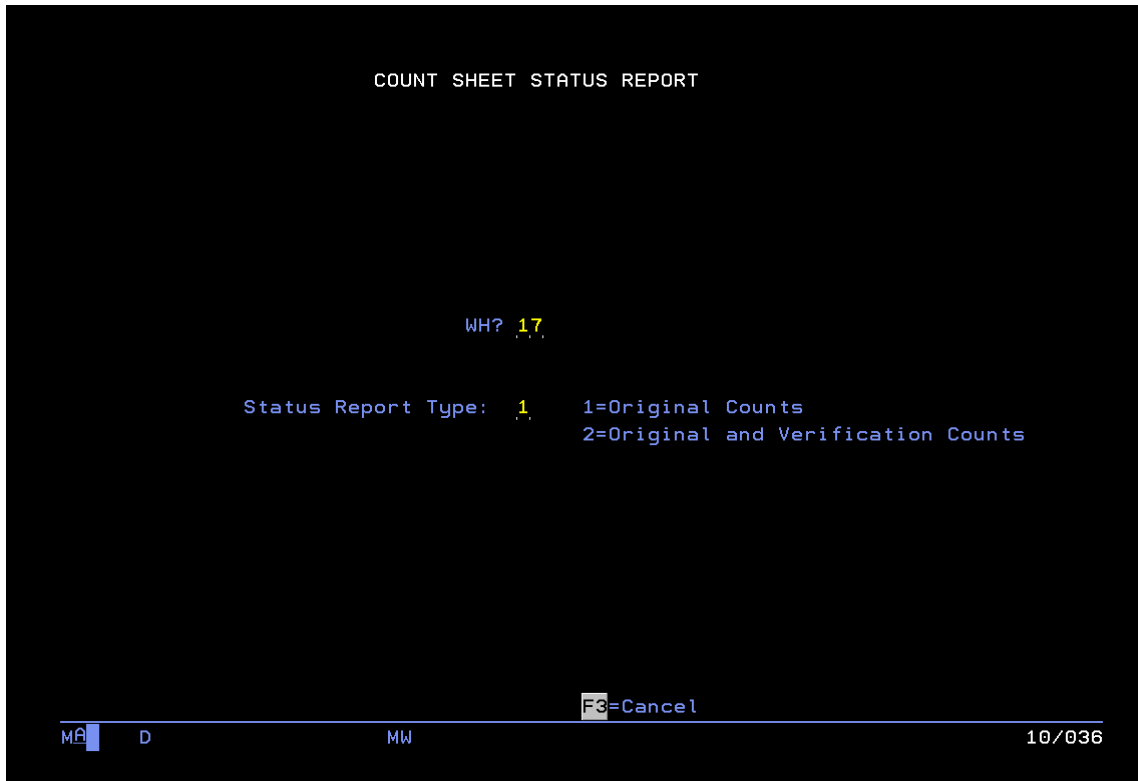 COUNT SHEET STATUS REPORT
WH? 17
Status Report Type: 1 1=Original Counts
2=Original and Verification Counts
F3=Cancel
MA D MW 10/036